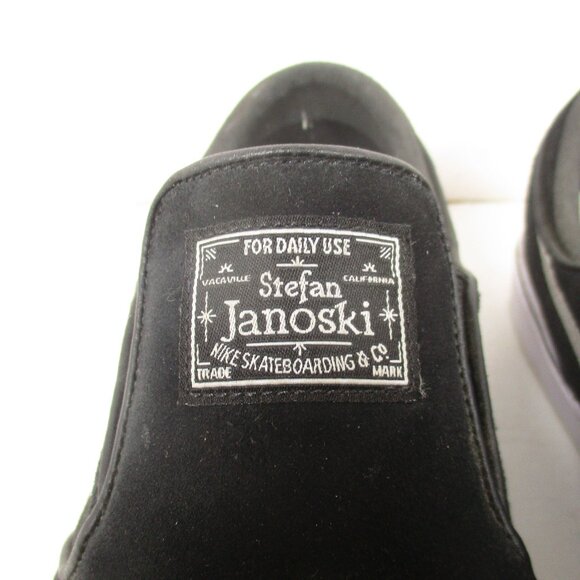 FOR DAILY USE
VACAVILLE CALIFORNIA
Stefan
Janoski
NIKE SKATEBOARDING & Co.
TRADE MARK